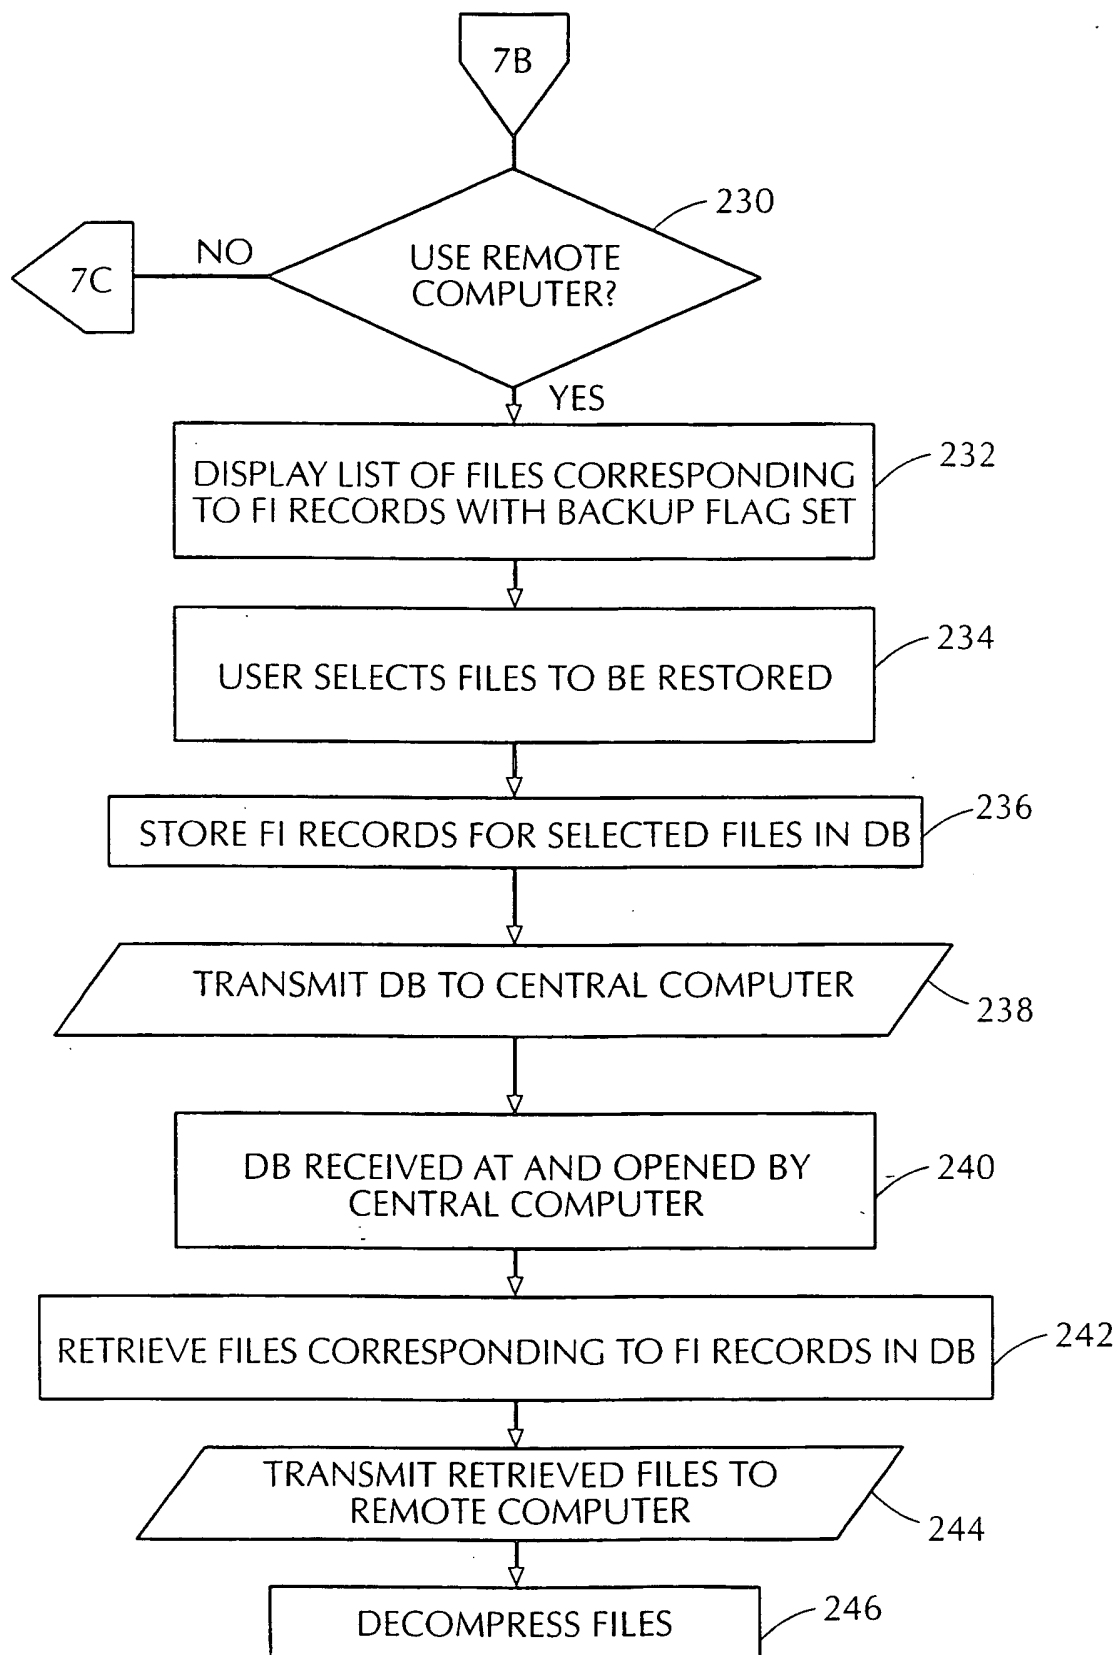 7B
230
USE REMOTE
COMPUTER?
NO
7C
YES
232
DISPLAY LIST OF FILES CORRESPONDING
TO FI RECORDS WITH BACKUP FLAG SET
234
USER SELECTS FILES TO BE RESTORED
236
STORE FI RECORDS FOR SELECTED FILES IN DB
TRANSMIT DB TO CENTRAL COMPUTER
238
DB RECEIVED AT AND OPENED BY
CENTRAL COMPUTER
240
RETRIEVE FILES CORRESPONDING TO FI RECORDS IN DB
242
TRANSMIT RETRIEVED FILES TO
REMOTE COMPUTER
244
DECOMPRESS FILES
246